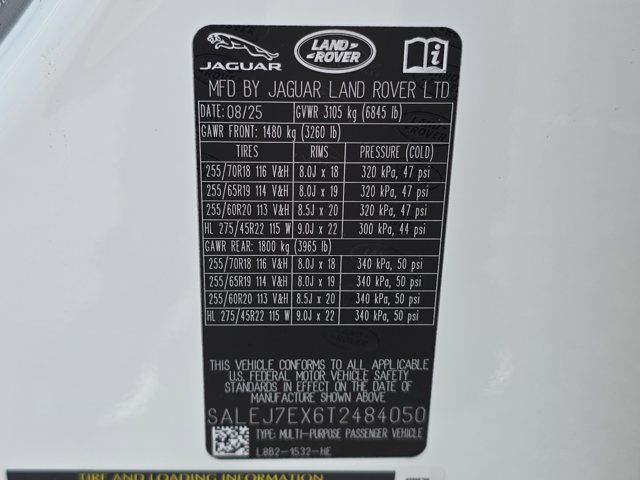 JAGUAR
LAND ROVER
MFD BY JAGUAR LAND ROVER LTD
DATE: 08/25 GVWR 3105 kg (6845 lb)
GAWR FRONT: 1480 kg (3260 lb)
TIRES RIMS PRESSURE (COLD)
255/70R18 116 V&H 8.0J x 18 320 kPa, 47 psi
255/65R19 114 V&H 8.0J x 19 320 kPa, 47 psi
255/60R20 113 V&H 8.5J x 20 320 kPa, 47 psi
HL 275/45R22 115 W 9.0J x 22 300 kPa, 44 psi
GAWR REAR: 1800 kg (3965 lb)
255/70R18 116 V&H 8.0J x 18 340 kPa, 50 psi
255/65R19 114 V&H 8.0J x 19 340 kPa, 50 psi
255/60R20 113 V&H 8.5J x 20 340 kPa, 50 psi
HL 275/45R22 115 W 9.0J x 22 340 kPa, 50 psi
THIS VEHICLE CONFORMS TO ALL APPLICABLE
U.S. FEDERAL MOTOR VEHICLE SAFETY
STANDARDS IN EFFECT ON THE DATE OF
MANUFACTURE SHOWN ABOVE
SALEJ7EX6T2484050
TYPE: MULTI-PURPOSE PASSENGER VEHICLE
L8B2-1532-HE
TIRE AND LOADING INFORMATION